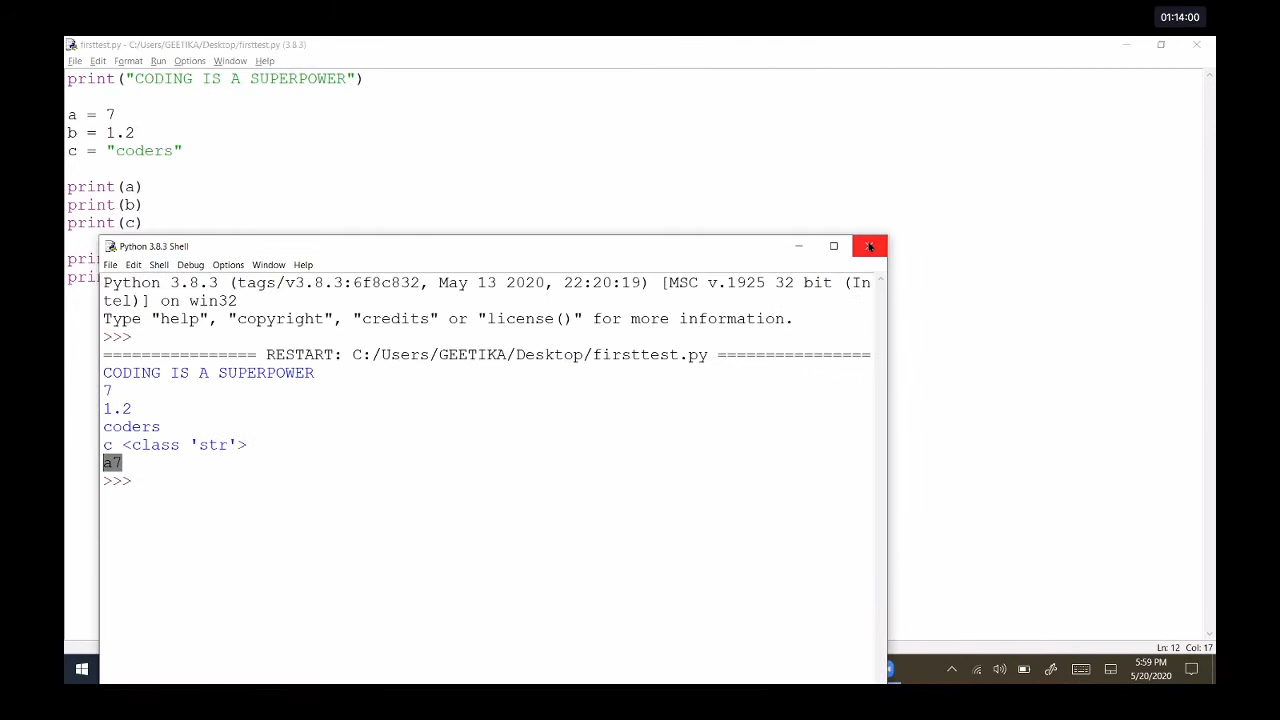 01:14:00
firsttest.py - C:/Users/GEETIKA/Desktop/firsttest.py (3.8.3)
File Edit Format Run Options Window Help
print("CODING IS A SUPERPOWER")
a = 7
b = 1.2
c = "coders"
print(a)
print(b)
print(c)
pri
pri
Python 3.8.3 Shell
File Edit Shell Debug Options Window Help
Python 3.8.3 (tags/v3.8.3:6f8c832, May 13 2020, 22:20:19) [MSC v.1925 32 bit (In
tel)] on win32
Type "help", "copyright", "credits" or "license()" for more information.
>>>
================ RESTART: C:/Users/GEETIKA/Desktop/firsttest.py ================
CODING IS A SUPERPOWER
7
1.2
coders
c <class 'str'>
a7
>>>
Ln: 12 Col: 17
5:59 PM
5/20/2020